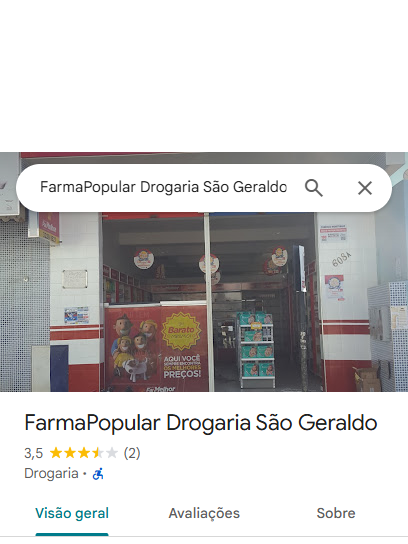 FarmaPopular Drogaria São Geraldo
Barato
AQUI VOCÊ
SEMPRE ENCONTRA
OS MELHORES
PREÇOS!
FarmaPopular Drogaria São Geraldo
3,5 (2)
Drogaria ·
Visão geral
Avaliações
Sobre